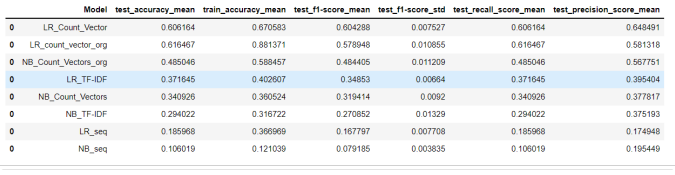 Model test_accuracy_mean train_accuracy_mean test_f1-score_mean test_f1-score_std test_recall_score_mean test_precision_score_mean
0 LR_Count_Vector 0.606164 0.670583 0.604288 0.007527 0.606164 0.648491
0 LR_count_vector_org 0.616467 0.881371 0.578948 0.010855 0.616467 0.581318
0 NB_Count_Vectors_org 0.485046 0.588457 0.484405 0.011209 0.485046 0.567751
0 LR_TF-IDF 0.371645 0.402607 0.34853 0.00664 0.371645 0.395404
0 NB_Count_Vectors 0.340926 0.360524 0.319414 0.0092 0.340926 0.377817
0 NB_TF-IDF 0.294022 0.316722 0.270852 0.01329 0.294022 0.375193
0 LR_seq 0.185968 0.366969 0.167797 0.007708 0.185968 0.174948
0 NB_seq 0.106019 0.121039 0.079185 0.003835 0.106019 0.195449